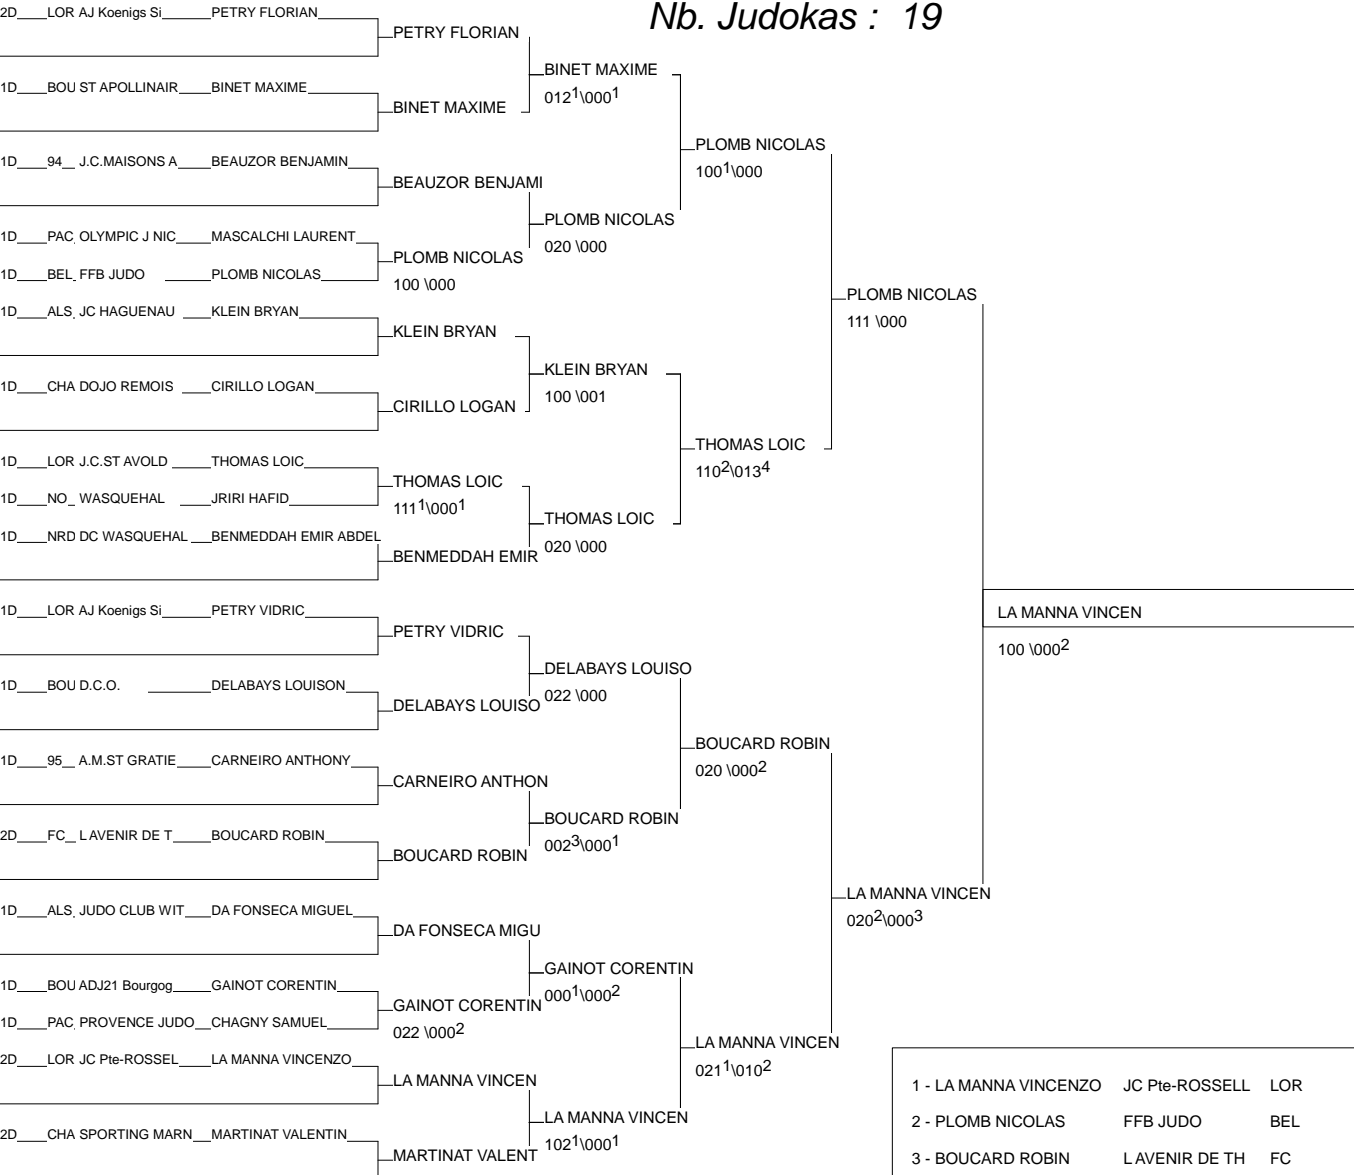 Nb. Judokas : 19
2D LOR AJ Koenigs Si PETRY FLORIAN
PETRY FLORIAN
BINET MAXIME
012¹\000¹
1D BOU ST APOLLINAIR BINET MAXIME
BINET MAXIME
PLOMB NICOLAS
100¹\000
1D 94 J.C.MAISONS A BEAUZOR BENJAMIN
BEAUZOR BENJAMI
PLOMB NICOLAS
020 \000
1D PAC OLYMPIC J NIC MASCALCHI LAURENT
PLOMB NICOLAS
100 \000
1D BEL FFB JUDO PLOMB NICOLAS
PLOMB NICOLAS
111 \000
1D ALS JC HAGUENAU KLEIN BRYAN
KLEIN BRYAN
KLEIN BRYAN
100 \001
1D CHA DOJO REMOIS CIRILLO LOGAN
CIRILLO LOGAN
THOMAS LOIC
110²\013⁴
1D LOR J.C.ST AVOLD THOMAS LOIC
THOMAS LOIC
111¹\000¹
1D NO WASQUEHAL JRIRI HAFID
THOMAS LOIC
020 \000
1D NRD DC WASQUEHAL BENMEDDAH EMIR ABDEL
BENMEDDAH EMIR
1D LOR AJ Koenigs Si PETRY VIDRIC
LA MANNA VINCEN
100 \000²
PETRY VIDRIC
DELABAYS LOUISO
022 \000
1D BOU D.C.O. DELABAYS LOUISON
DELABAYS LOUISO
BOUCARD ROBIN
020 \000²
1D 95 A.M.ST GRATIE CARNEIRO ANTHONY
CARNEIRO ANTHON
BOUCARD ROBIN
002³\000¹
2D FC L AVENIR DE T BOUCARD ROBIN
BOUCARD ROBIN
LA MANNA VINCEN
020²\000³
1D ALS JUDO CLUB WIT DA FONSECA MIGUEL
DA FONSECA MIGU
GAINOT CORENTIN
000¹\000²
1D BOU ADJ21 Bourgog GAINOT CORENTIN
GAINOT CORENTIN
022 \000²
1D PAC PROVENCE JUDO CHAGNY SAMUEL
LA MANNA VINCEN
021¹\010²
2D LOR JC Pte-ROSSEL LA MANNA VINCENZO
LA MANNA VINCEN
LA MANNA VINCEN
102¹\000¹
2D CHA SPORTING MARN MARTINAT VALENTIN
MARTINAT VALENT
1 - LA MANNA VINCENZO JC Pte-ROSSELL LOR
2 - PLOMB NICOLAS FFB JUDO BEL
3 - BOUCARD ROBIN L AVENIR DE TH FC